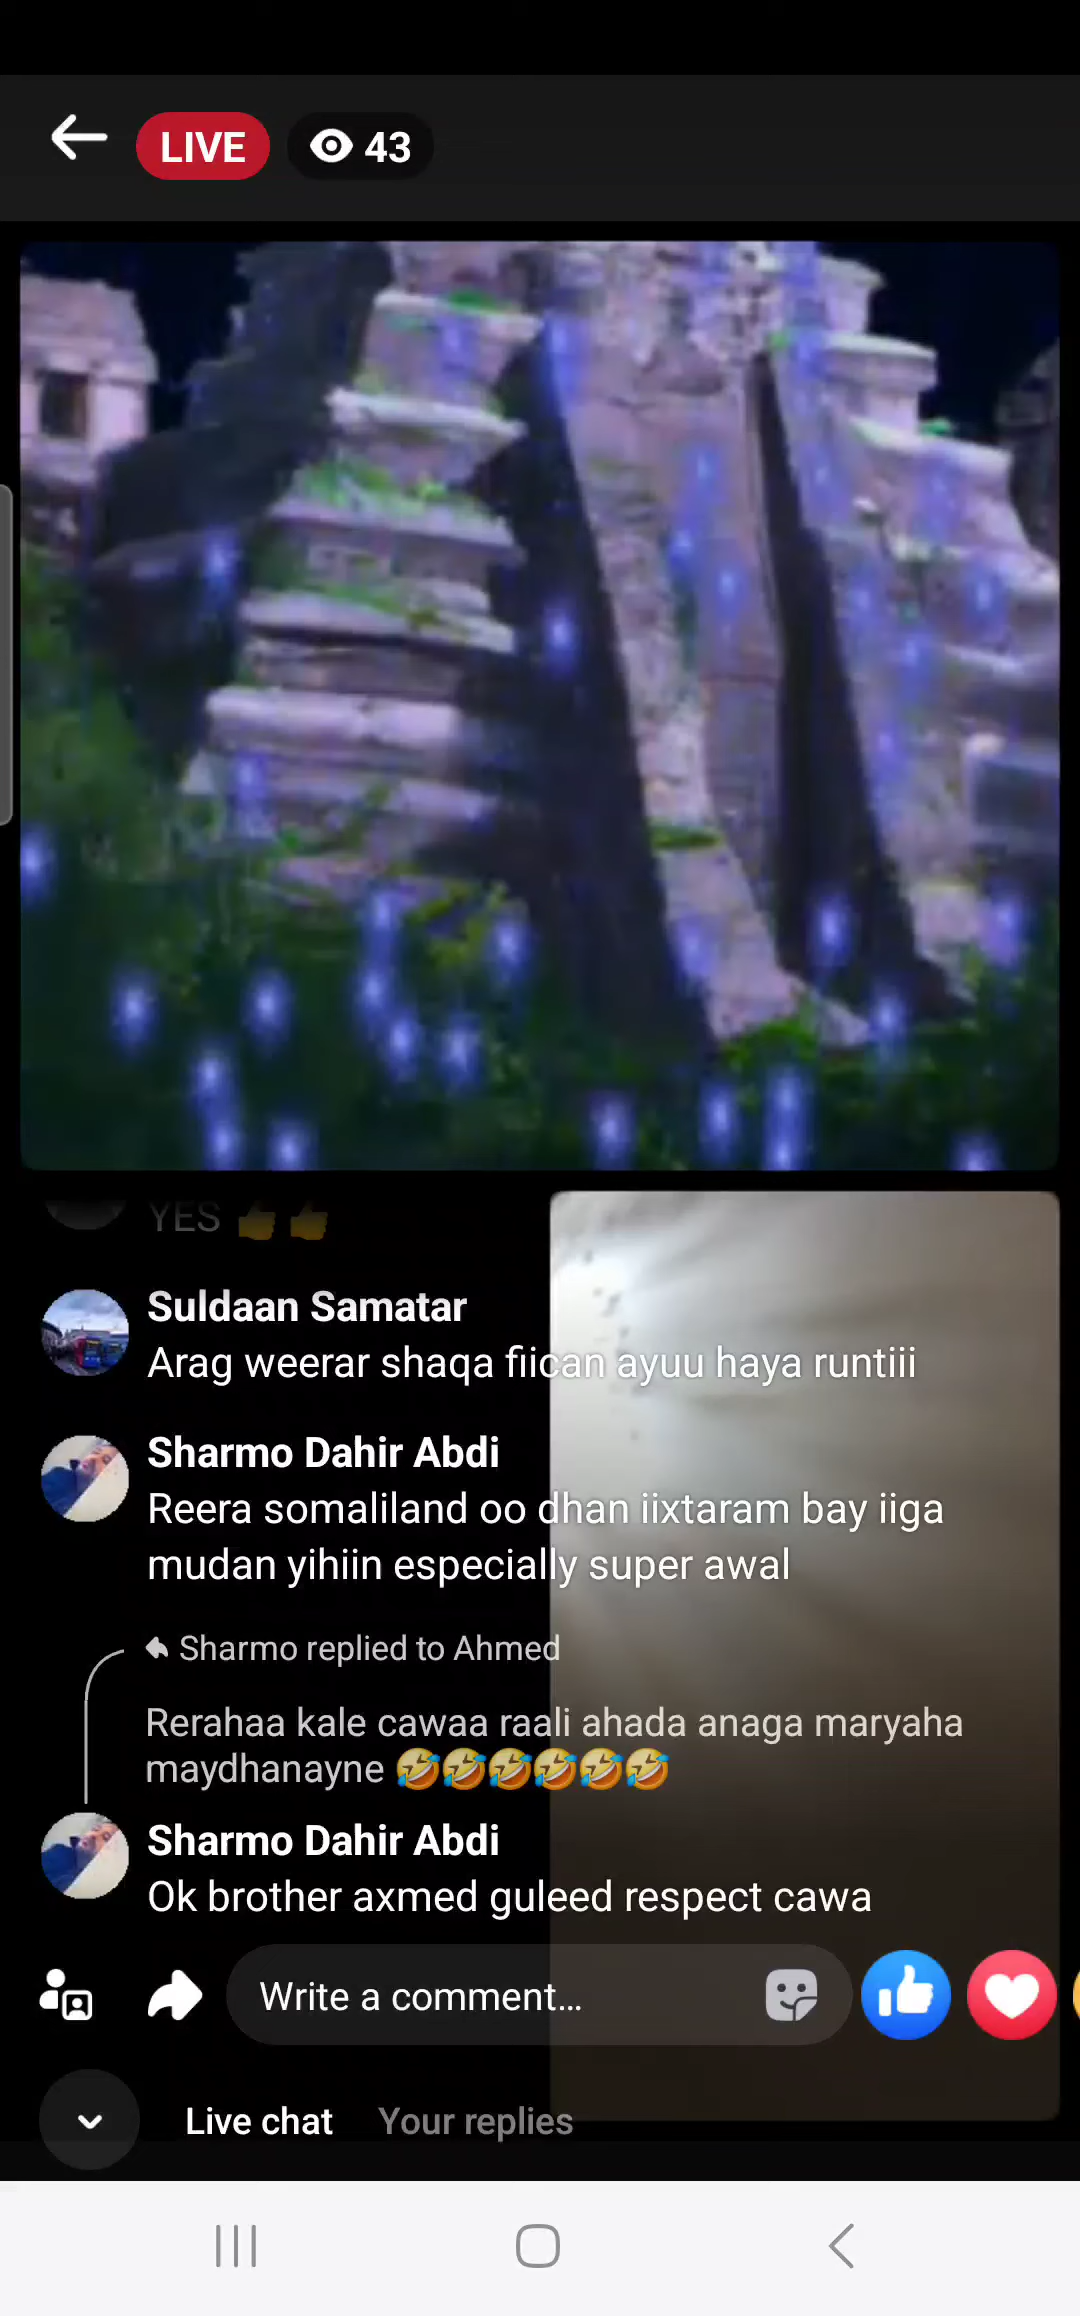 LIVE
43
YES 👍 👍
Suldaan Samatar
Arag weerar shaqa fiican ayuu haya runtiii
Sharmo Dahir Abdi
Reera somaliland oo dhan iixtaram bay iiga
mudan yihiin especially super awal
Sharmo replied to Ahmed
Rerahaa kale cawaa raali ahada anaga maryaha
maydhanayne 🤣🤣🤣🤣🤣🤣
Sharmo Dahir Abdi
Ok brother axmed guleed respect cawa
Write a comment...
Live chat
Your replies